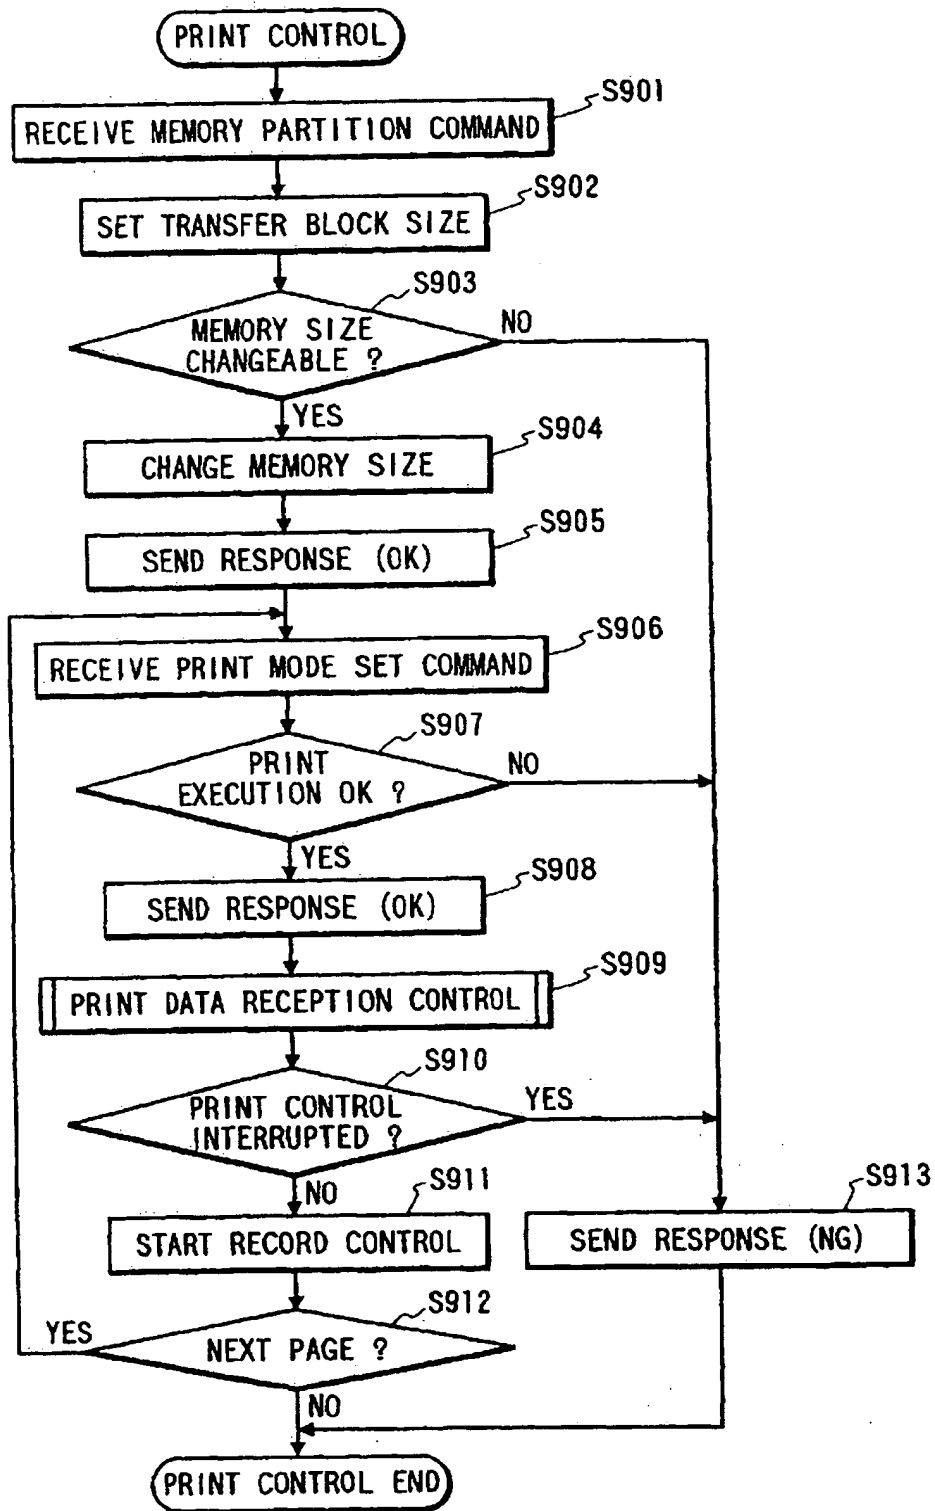 PRINT CONTROL
S901
RECEIVE MEMORY PARTITION COMMAND
S902
SET TRANSFER BLOCK SIZE
S903
MEMORY SIZE
CHANGEABLE ?
NO
YES
S904
CHANGE MEMORY SIZE
S905
SEND RESPONSE (OK)
S906
RECEIVE PRINT MODE SET COMMAND
S907
PRINT
EXECUTION OK ?
NO
YES
S908
SEND RESPONSE (OK)
S909
PRINT DATA RECEPTION CONTROL
S910
PRINT CONTROL
INTERRUPTED ?
YES
NO
S911
START RECORD CONTROL
S913
SEND RESPONSE (NG)
S912
NEXT PAGE ?
YES
NO
PRINT CONTROL END